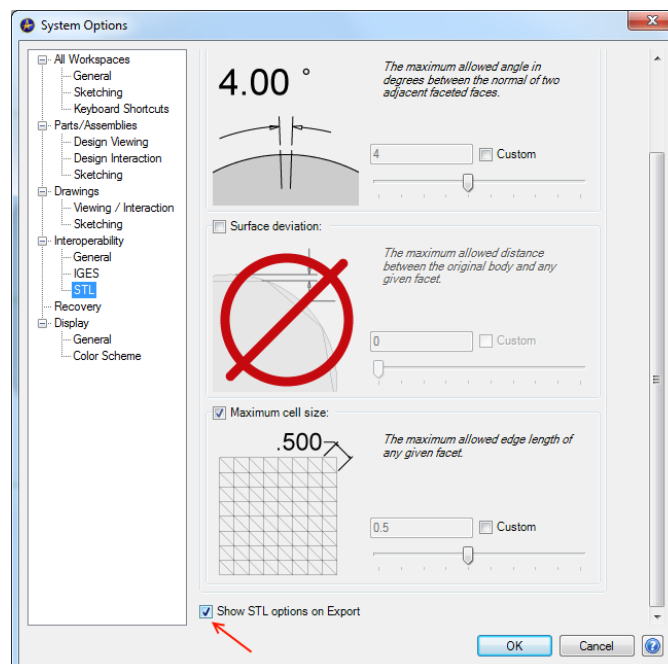 System Options
All Workspaces
General
Sketching
Keyboard Shortcuts
Parts/Assemblies
Design Viewing
Design Interaction
Sketching
Drawings
Viewing / Interaction
Sketching
Interoperability
General
IGES
STL
Recovery
Display
General
Color Scheme
4.00 °
The maximum allowed angle in
degrees between the normal of two
adjacent faceted faces.
4
Custom
Surface deviation:
The maximum allowed distance
between the original body and any
given facet.
0
Custom
Maximum cell size:
.500
The maximum allowed edge length of
any given facet.
0.5
Custom
Show STL options on Export
OK
Cancel
?